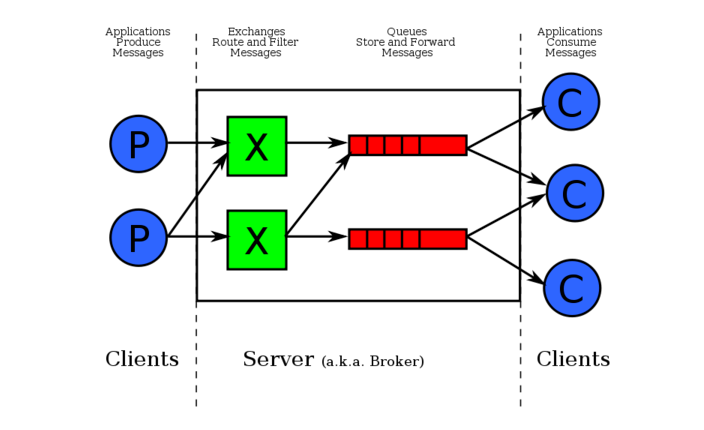 Applications
Produce
Messages
Exchanges
Route and Filter
Messages
Queues
Store and Forward
Messages
Applications
Consume
Messages
P
X
C
P
X
C
C
Clients
Server (a.k.a. Broker)
Clients